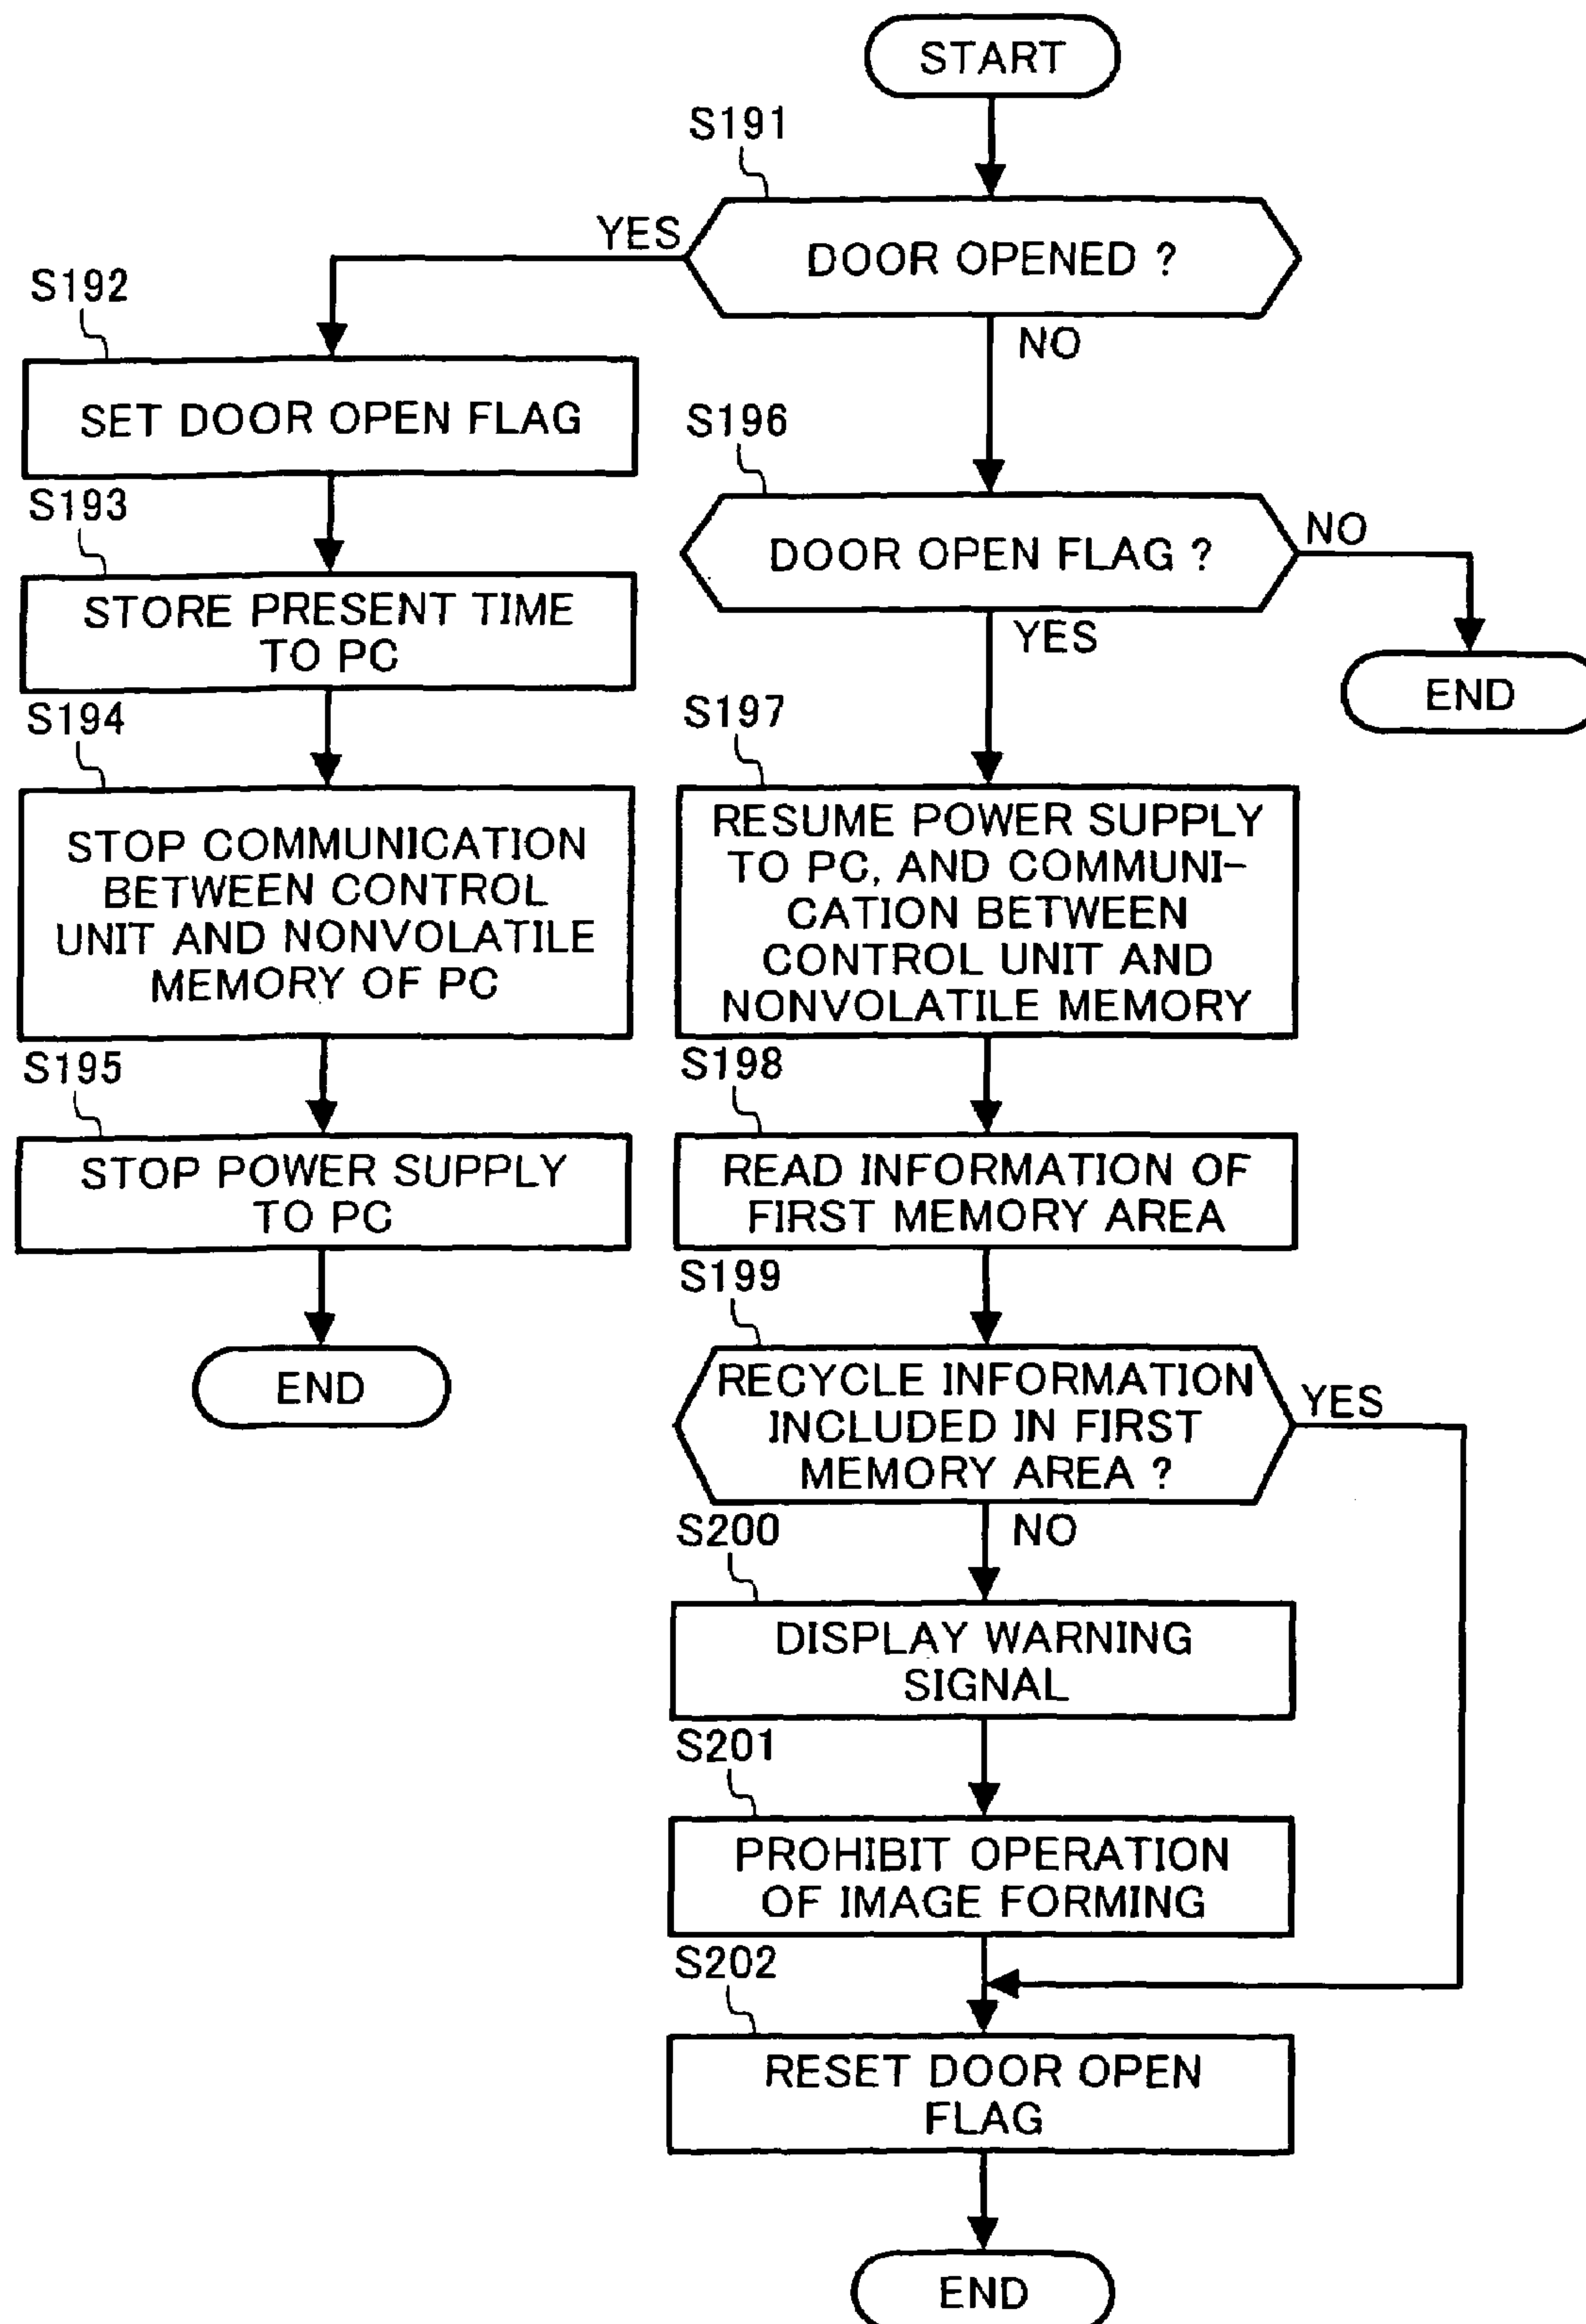 START
S191
DOOR OPENED ?
YES
NO
S192
SET DOOR OPEN FLAG
S193
STORE PRESENT TIME
TO PC
S194
STOP COMMUNICATION
BETWEEN CONTROL
UNIT AND NONVOLATILE
MEMORY OF PC
S195
STOP POWER SUPPLY
TO PC
END
S196
DOOR OPEN FLAG ?
NO
END
YES
S197
RESUME POWER SUPPLY
TO PC, AND COMMUNI-
CATION BETWEEN
CONTROL UNIT AND
NONVOLATILE MEMORY
S198
READ INFORMATION OF
FIRST MEMORY AREA
S199
RECYCLE INFORMATION
INCLUDED IN FIRST
MEMORY AREA ?
YES
NO
S200
DISPLAY WARNING
SIGNAL
S201
PROHIBIT OPERATION
OF IMAGE FORMING
S202
RESET DOOR OPEN
FLAG
END